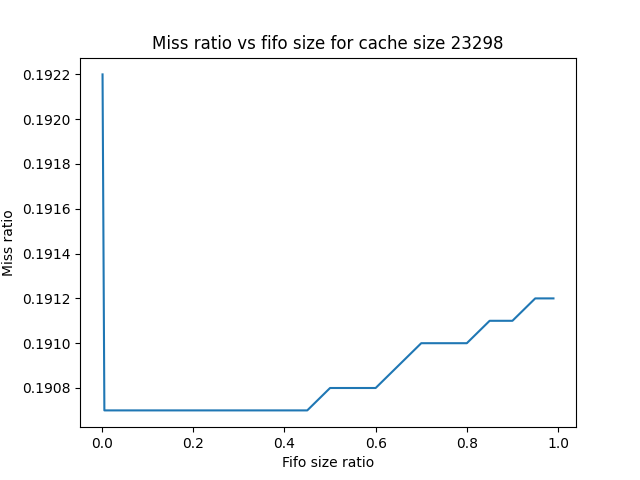 Miss ratio vs fifo size for cache size 23298
Miss ratio
0.1922
0.1920
0.1918
0.1916
0.1914
0.1912
0.1910
0.1908
0.0 0.2 0.4 0.6 0.8 1.0
Fifo size ratio